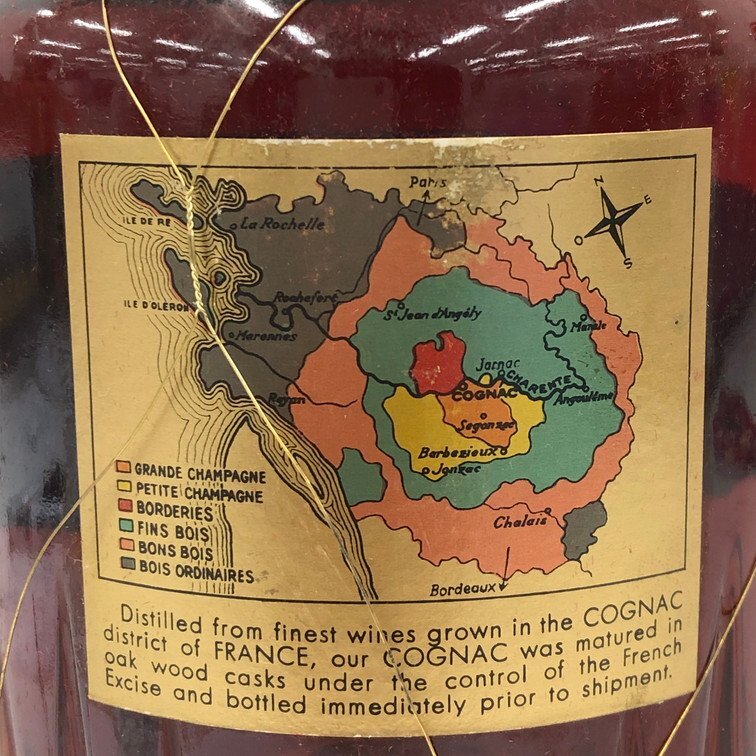 Paris
N
E
S
O
ILE DE RÉ
La Rochelle
ILE D'OLÉRON
Rochefort
St Jean d'Angély
Marennes
Royan
Jarnac
CHARENTE
COGNAC
Angoulême
Segonzac
Barbezieux
Jonzac
Chalais
Bordeaux
GRANDE CHAMPAGNE
PETITE CHAMPAGNE
BORDERIES
FINS BOIS
BONS BOIS
BOIS ORDINAIRES
Distilled from finest wines grown in the COGNAC
district of FRANCE, our COGNAC was matured in
oak wood casks under the control of the French
Excise and bottled immediately prior to shipment.